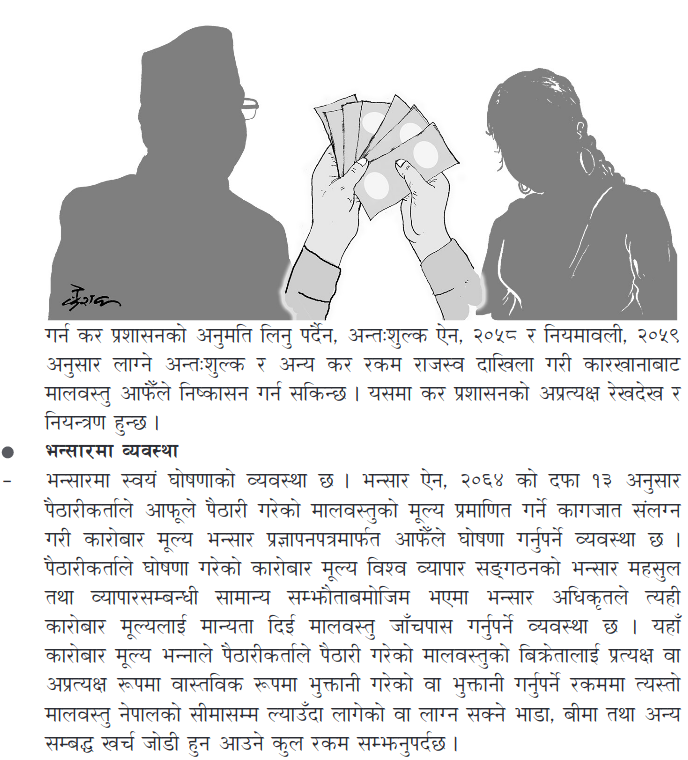 गर्न कर प्रशासनको अनुमति लिनु पर्दैन, अन्तःशुल्क ऐन, २०५८ र नियमावली, २०५९
अनुसार लाग्ने अन्तःशुल्क र अन्य कर रकम राजस्व दाखिला गरी कारखानाबाट
मालवस्तु आफैँले निष्कासन गर्न सकिन्छ । यसमा कर प्रशासनको अप्रत्यक्ष रेखदेख र
नियन्त्रण हुन्छ ।
● भन्सारमा व्यवस्था
– भन्सारमा स्वयं घोषणाको व्यवस्था छ । भन्सार ऐन, २०६४ को दफा १३ अनुसार
पैठारीकर्ताले आफूले पैठारी गरेको मालवस्तुको मूल्य प्रमाणित गर्ने कागजात संलग्न
गरी कारोबार मूल्य भन्सार प्रज्ञापनपत्रमार्फत आफैँले घोषणा गर्नुपर्ने व्यवस्था छ ।
पैठारीकर्ताले घोषणा गरेको कारोबार मूल्य विश्व व्यापार सङ्गठनको भन्सार महसुल
तथा व्यापारसम्बन्धी सामान्य सम्झौताबमोजिम भएमा भन्सार अधिकृतले त्यही
कारोबार मूल्यलाई मान्यता दिई मालवस्तु जाँचपास गर्नुपर्ने व्यवस्था छ । यहाँ
कारोबार मूल्य भन्नाले पैठारीकर्ताले पैठारी गरेको मालवस्तुको बिक्रेतालाई प्रत्यक्ष वा
अप्रत्यक्ष रूपमा वास्तविक रूपमा भुक्तानी गरेको वा भुक्तानी गर्नुपर्ने रकममा त्यस्तो
मालवस्तु नेपालको सीमासम्म ल्याउँदा लागेको वा लाग्न सक्ने भाडा, बीमा तथा अन्य
सम्बद्ध खर्च जोडी हुन आउने कुल रकम सम्झनुपर्दछ ।